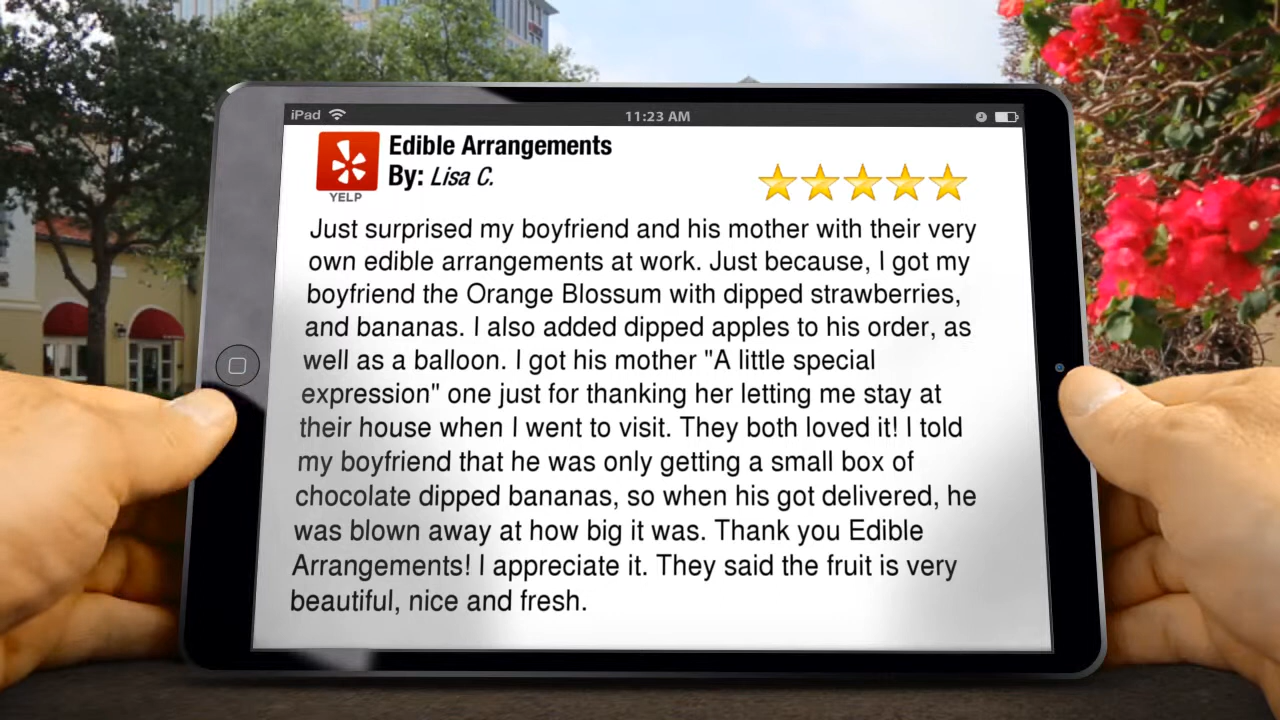 iPad 11:23 AM
Edible Arrangements
By: Lisa C.
YELP
Just surprised my boyfriend and his mother with their very
own edible arrangements at work. Just because, I got my
boyfriend the Orange Blossum with dipped strawberries,
and bananas. I also added dipped apples to his order, as
well as a balloon. I got his mother "A little special
expression" one just for thanking her letting me stay at
their house when I went to visit. They both loved it! I told
my boyfriend that he was only getting a small box of
chocolate dipped bananas, so when his got delivered, he
was blown away at how big it was. Thank you Edible
Arrangements! I appreciate it. They said the fruit is very
beautiful, nice and fresh.